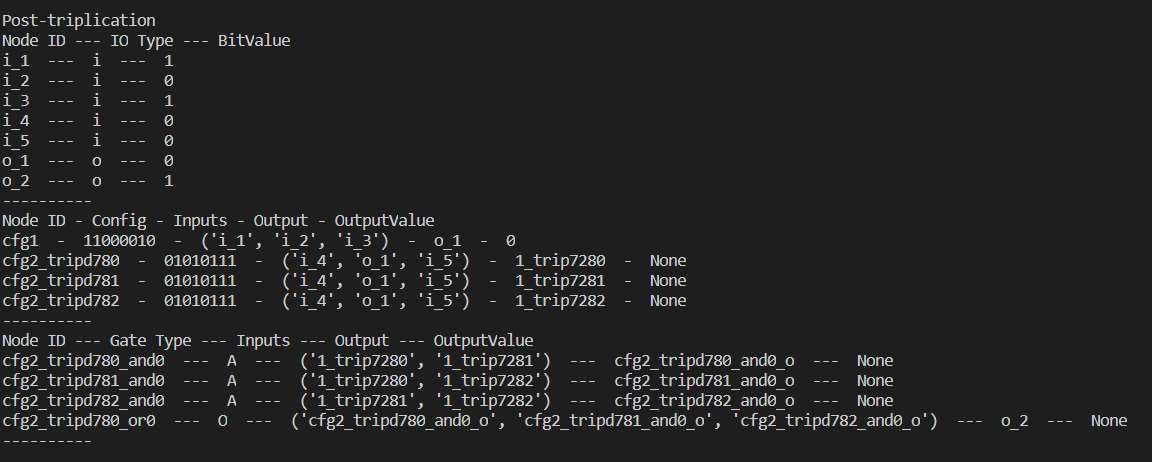 Post-triplication
Node ID --- IO Type --- BitValue
i_1 --- i --- 1
i_2 --- i --- 0
i_3 --- i --- 1
i_4 --- i --- 0
i_5 --- i --- 0
o_1 --- o --- 0
o_2 --- o --- 1
----------
Node ID - Config - Inputs - Output - OutputValue
cfg1 - 11000010 - ('i_1', 'i_2', 'i_3') - o_1 - 0
cfg2_tripd780 - 01010111 - ('i_4', 'o_1', 'i_5') - 1_trip7280 - None
cfg2_tripd781 - 01010111 - ('i_4', 'o_1', 'i_5') - 1_trip7281 - None
cfg2_tripd782 - 01010111 - ('i_4', 'o_1', 'i_5') - 1_trip7282 - None
----------
Node ID --- Gate Type --- Inputs --- Output --- OutputValue
cfg2_tripd780_and0 --- A --- ('1_trip7280', '1_trip7281') --- cfg2_tripd780_and0_o --- None
cfg2_tripd781_and0 --- A --- ('1_trip7280', '1_trip7282') --- cfg2_tripd781_and0_o --- None
cfg2_tripd782_and0 --- A --- ('1_trip7281', '1_trip7282') --- cfg2_tripd782_and0_o --- None
cfg2_tripd780_or0 --- O --- ('cfg2_tripd780_and0_o', 'cfg2_tripd781_and0_o', 'cfg2_tripd782_and0_o') --- o_2 --- None
----------